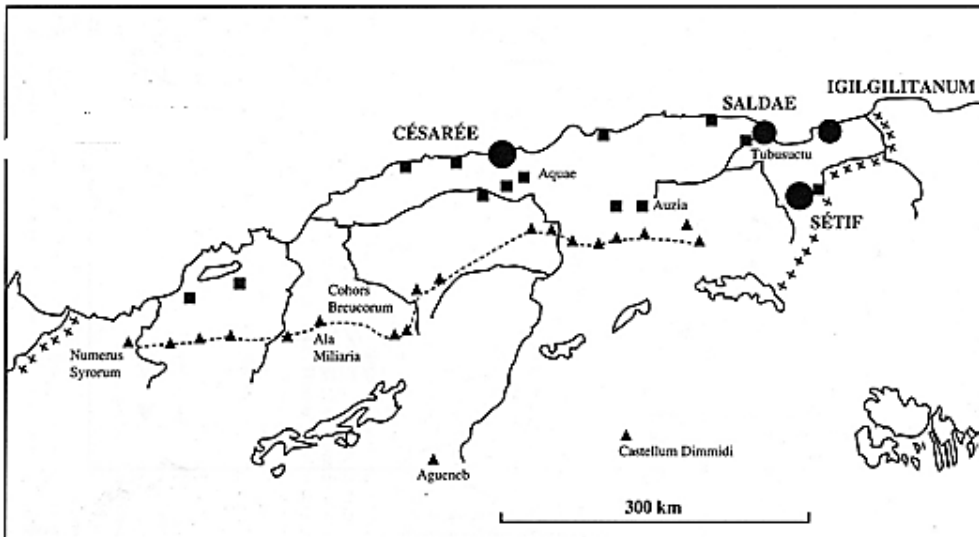 IGILGILITANUM
SALDAE
CÉSARÉE
Tubusuctu
Aquae
Auzia
SÉTIF
Cohors
Breucorum
Numerus
Syrorum
Ala
Miliaria
Castellum Dimmidi
Agueneb
300 km